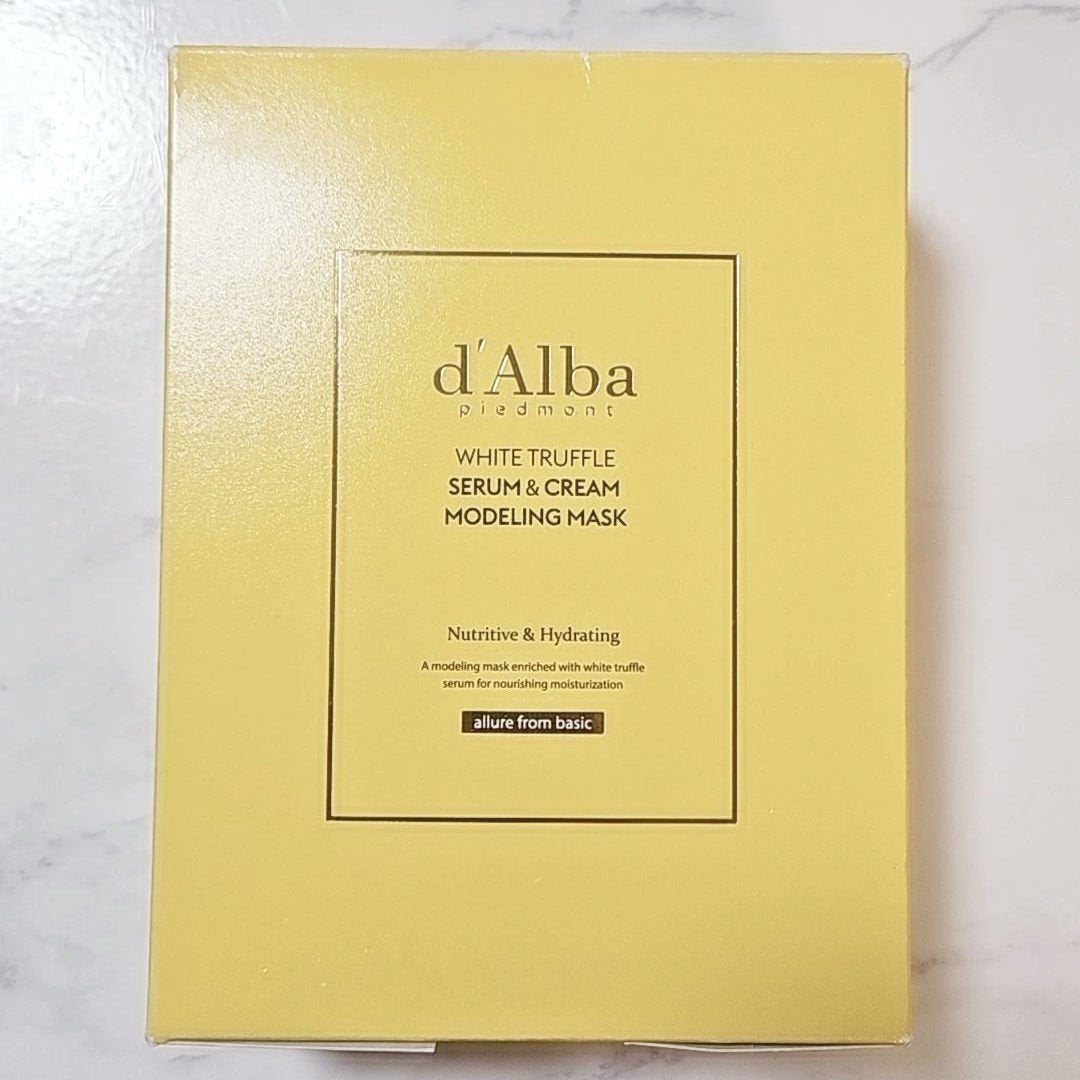 d'Alba
piedmont
WHITE TRUFFLE
SERUM & CREAM
MODELING MASK
Nutritive & Hydrating
A modeling mask enriched with white truffle
serum for nourishing moisturization
allure from basic